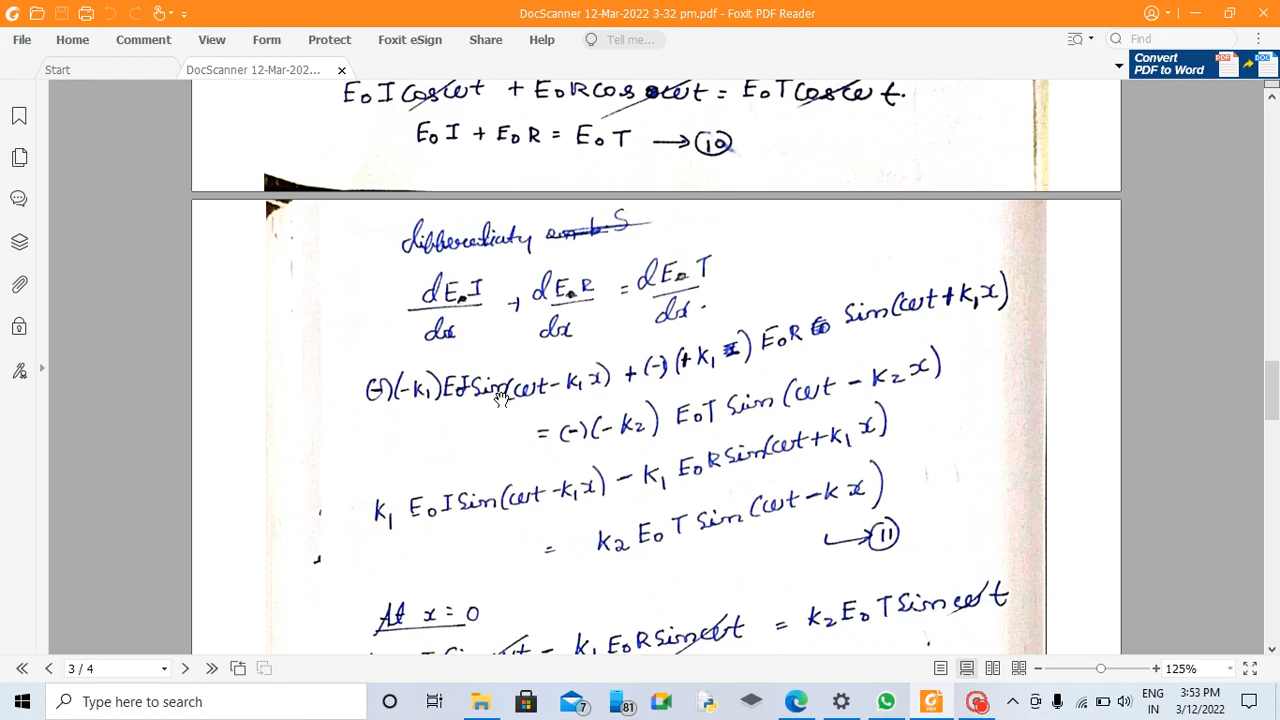 DocScanner 12-Mar-2022 3-32 pm.pdf - Foxit PDF Reader
File Home Comment View Form Protect Foxit eSign Share Help Tell me... Find
Start DocScanner 12-Mar-202... Convert PDF to Word
E₀I cosωt + E₀R cos ωt = E₀T cosωt.
E₀I + E₀R = E₀T → ⑩
dE₀I/dx + dE₀R/dx = dE₀T/dx.
(-)(-k₁)E₀I Sin(ωt - k₁x) + (-)(+k₁) E₀R Sin(ωt + k₁x)
= (-)(-k₂) E₀T Sin(ωt - k₂x)
k₁ E₀I Sin(ωt - k₁x) - k₁ E₀R Sin(ωt + k₁x)
= k₂ E₀T Sin(ωt - kx)
→ ⑪
At x = 0
- k₁E₀R Sinωt = k₂E₀T Sinωt
3 / 4 125%
Type here to search 7 81 ENG IN 3:53 PM 3/12/2022